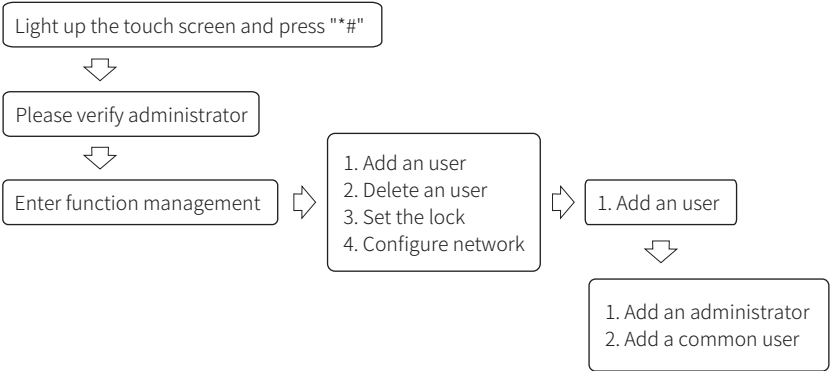 Light up the touch screen and press "*#"
Please verify administrator
Enter function management
1. Add an user
2. Delete an user
3. Set the lock
4. Configure network
1. Add an user
1. Add an administrator
2. Add a common user